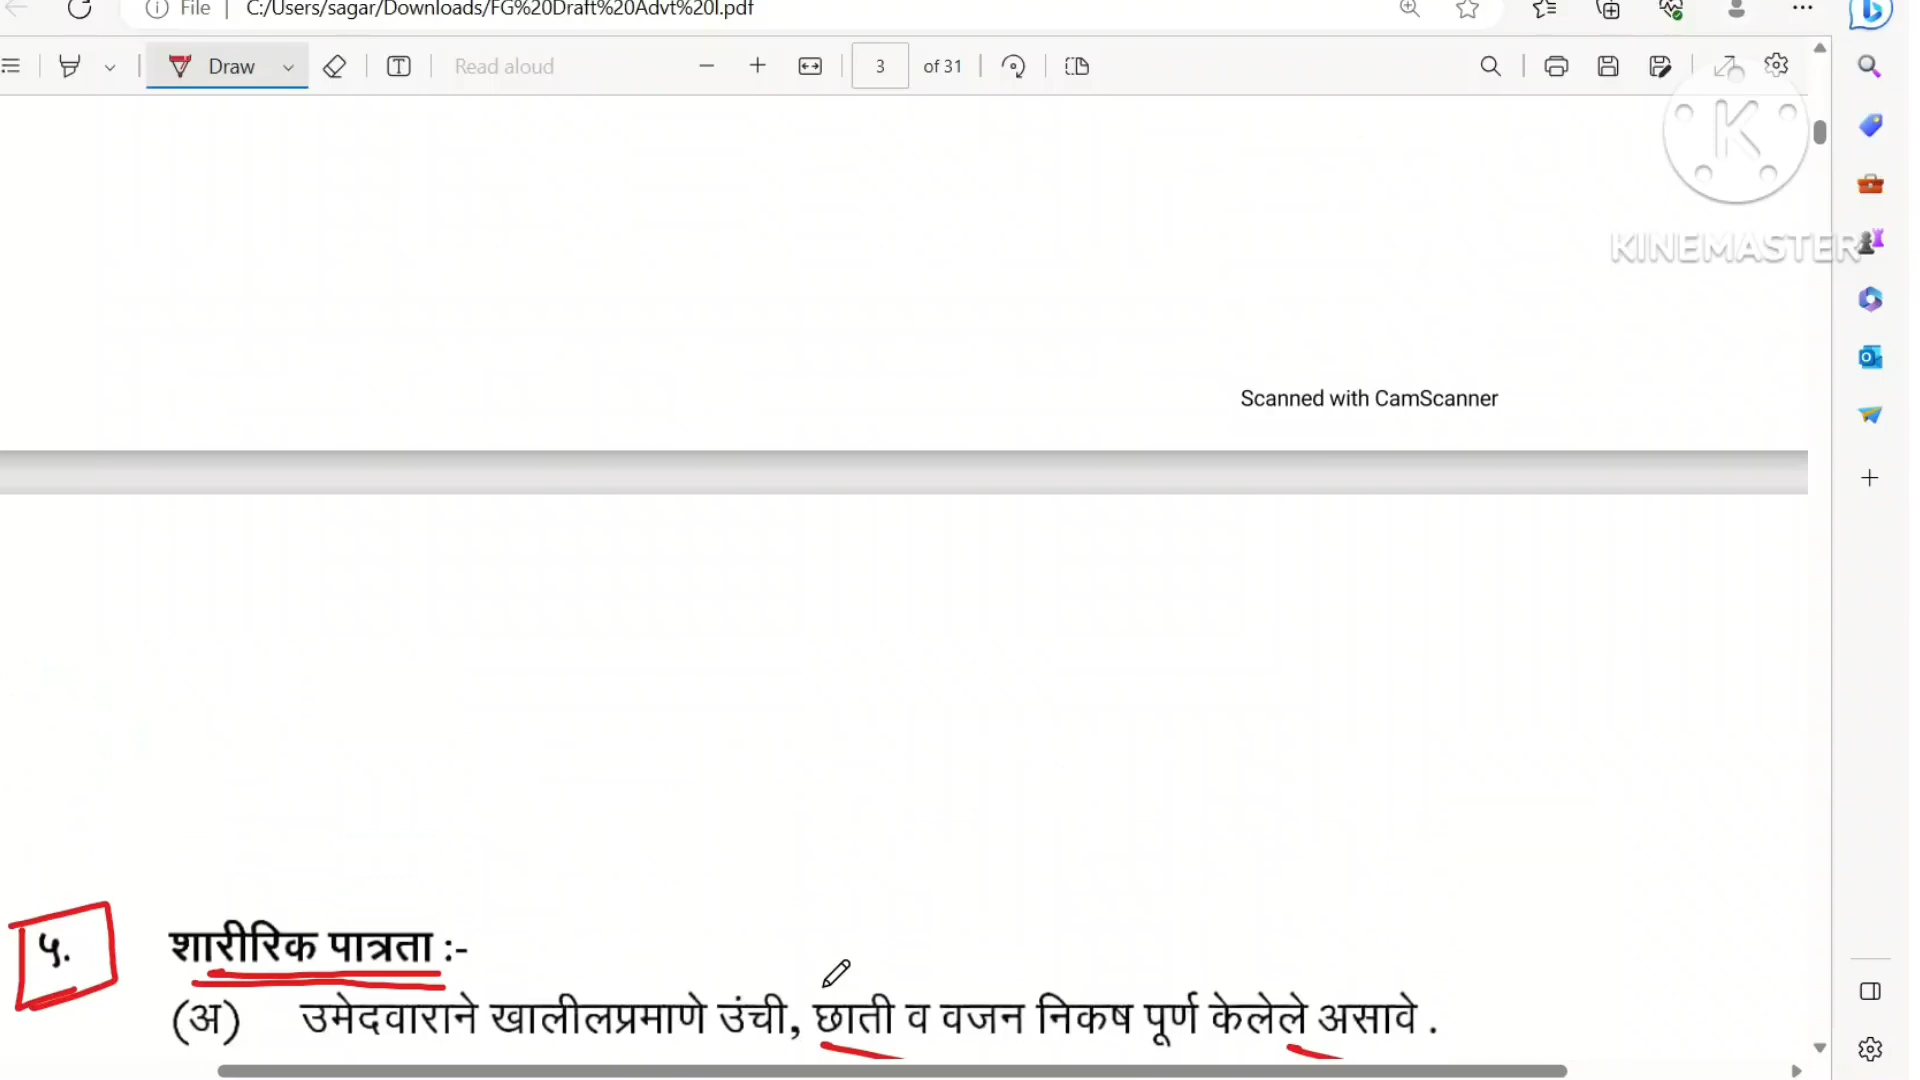 File | C:/Users/sagar/Downloads/FG%20Draft%20Advt%20I.pdf
Draw Read aloud 3 of 31
K
KINEMASTER
Scanned with CamScanner
५. शारीरिक पात्रता :-
(अ) उमेदवाराने खालीलप्रमाणे उंची, छाती व वजन निकष पूर्ण केलेले असावे .